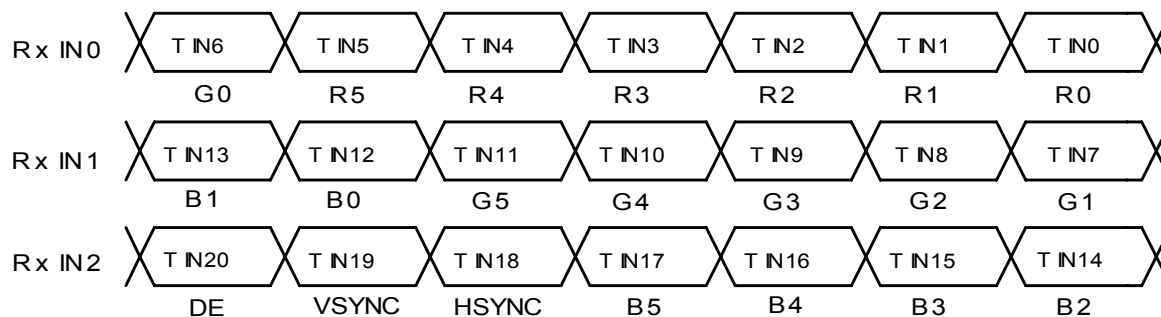 Rx IN0 T IN6 T IN5 T IN4 T IN3 T IN2 T IN1 T IN0
G0 R5 R4 R3 R2 R1 R0
Rx IN1 T IN13 T IN12 T IN11 T IN10 T IN9 T IN8 T IN7
B1 B0 G5 G4 G3 G2 G1
Rx IN2 T IN20 T IN19 T IN18 T IN17 T IN16 T IN15 T IN14
DE VSYNC HSYNC B5 B4 B3 B2